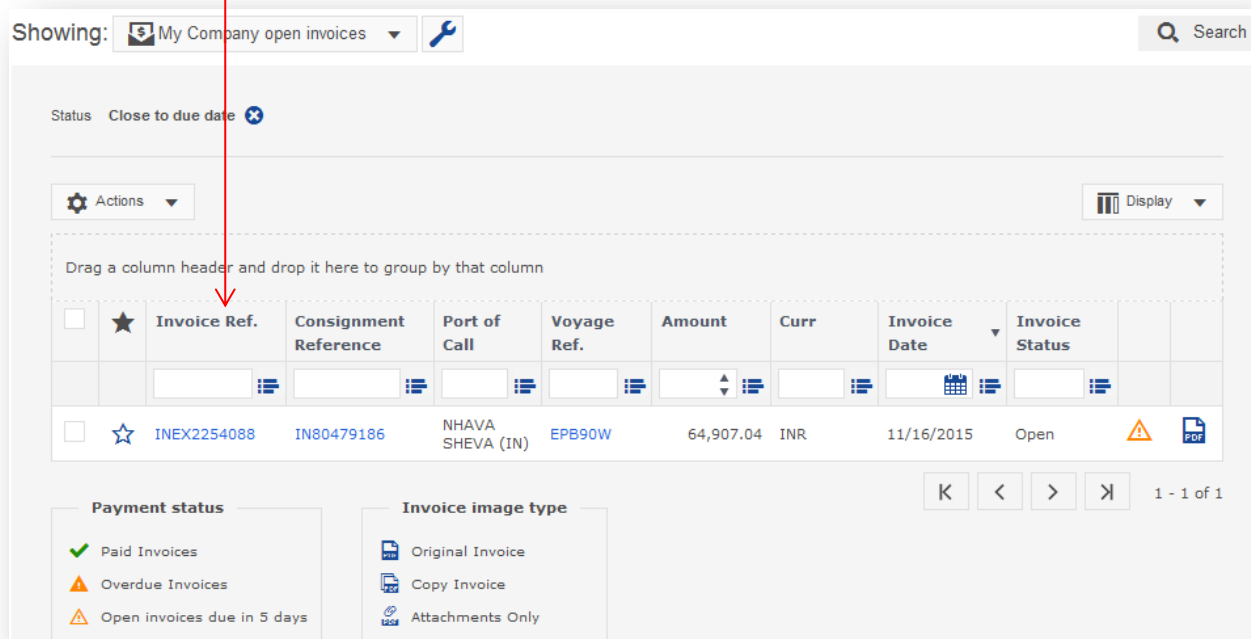 Showing: My Company open invoices
Search
Status Close to due date
Actions
Display
Drag a column header and drop it here to group by that column
Invoice Ref. Consignment Reference Port of Call Voyage Ref. Amount Curr Invoice Date Invoice Status
INEX2254088 IN80479186 NHAVA SHEVA (IN) EPB90W 64,907.04 INR 11/16/2015 Open PDF
1 - 1 of 1
Payment status
Paid Invoices
Overdue Invoices
Open invoices due in 5 days
Invoice image type
Original Invoice
Copy Invoice
Attachments Only